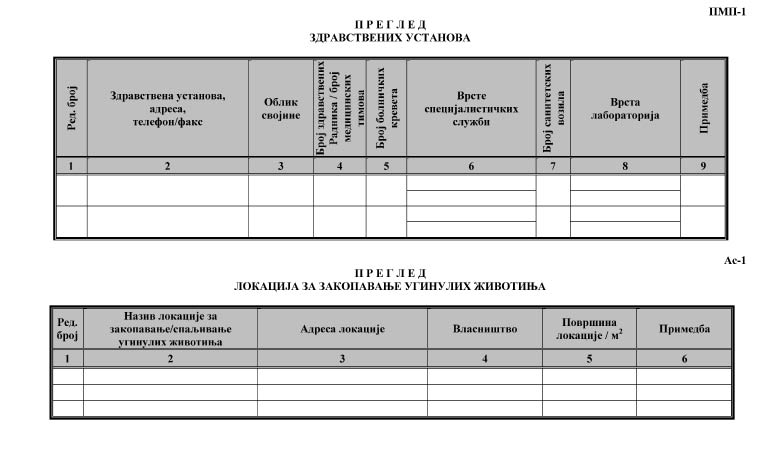 ПМП-1
П Р Е Г Л Е Д
ЗДРАВСТВЕНИХ УСТАНОВА
Ред. број
Здравствена установа,
адреса,
телефон/факс
Облик
својине
Број здравствених
Радника / број
медицинских
тимова
Број болничких
кревета
Врсте
специјалистичких
служби
Број санитетских
возила
Врста
лабораторија
Примедба
1 2 3 4 5 6 7 8 9
Ас-1
П Р Е Г Л Е Д
ЛОКАЦИЈА ЗА ЗАКОПАВАЊЕ УГИНУЛИХ ЖИВОТИЊА
Ред.
број
Назив локације за
закопавање/спаљивање
угинулих животиња
Адреса локације
Власништво
Површина
локације / м²
Примедба
1 2 3 4 5 6